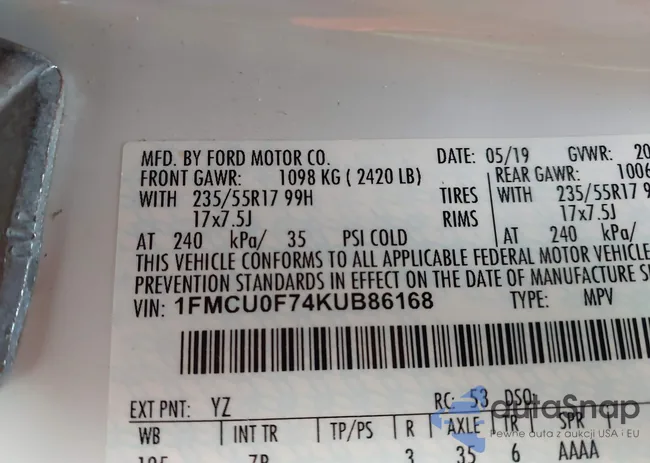 MFD. BY FORD MOTOR CO. DATE: 05/19 GVWR: 20
FRONT GAWR: 1098 KG ( 2420 LB) REAR GAWR: 1006
WITH 235/55R17 99H TIRES WITH 235/55R17 99
17x7.5J RIMS 17x7.5J
AT 240 kPa/ 35 PSI COLD AT 240 kPa/
THIS VEHICLE CONFORMS TO ALL APPLICABLE FEDERAL MOTOR VEHICLE
PREVENTION STANDARDS IN EFFECT ON THE DATE OF MANUFACTURE
VIN: 1FMCU0F74KUB86168 TYPE: MPV
EXT PNT: YZ RC: 53 DSO:
WB INT TR TP/PS R AXLE TR SPR
3 35 6 AAAA
autoSnap
Pewne auta z aukcji USA i EU